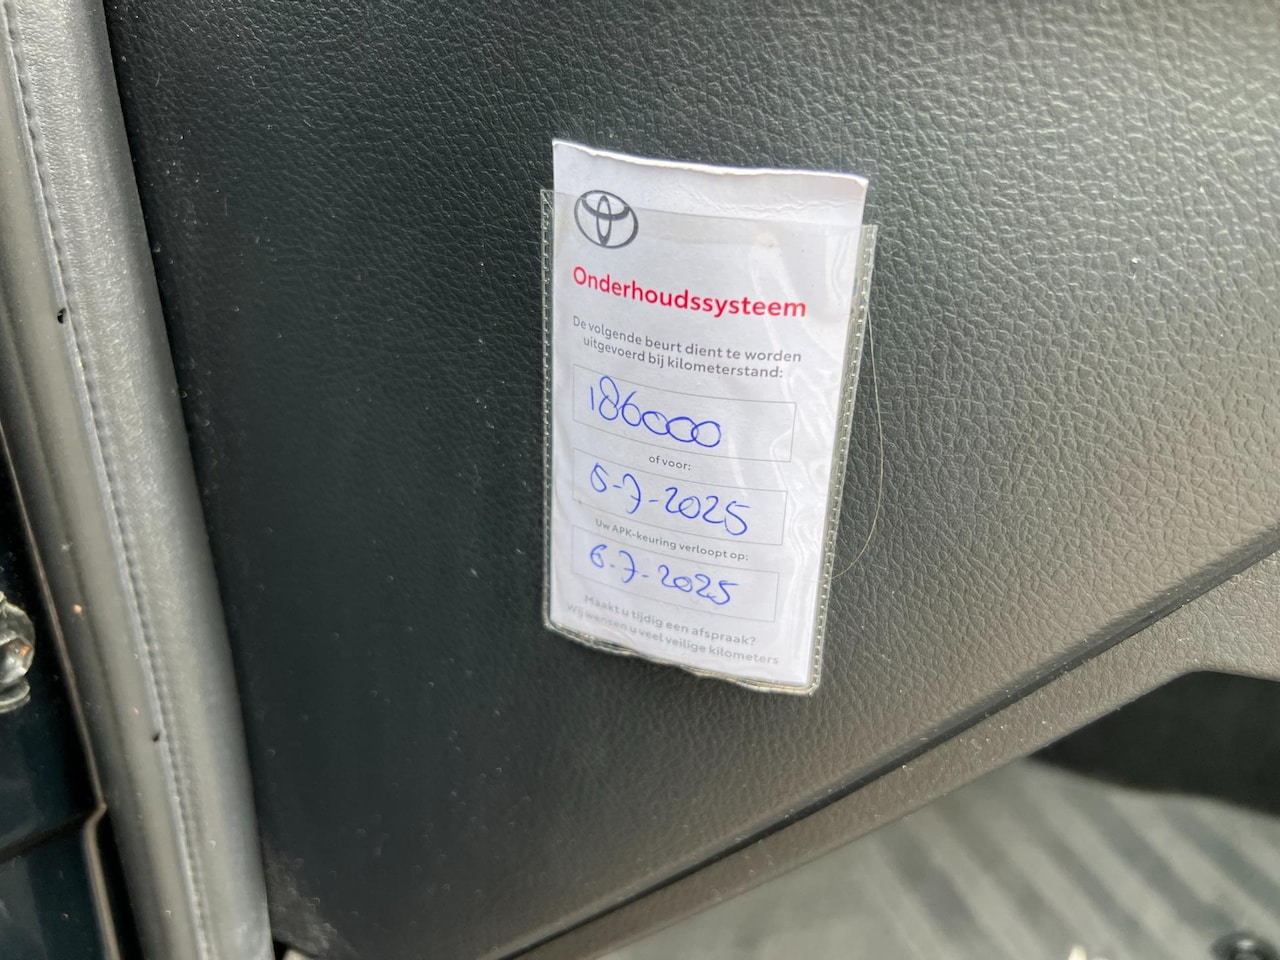 Onderhoudssysteem
De volgende beurt dient te worden
uitgevoerd bij kilometerstand:
186000
of voor:
5-7-2025
Uw APK-keuring verloopt op:
6-7-2025
Maakt u tijdig een afspraak?
Wij wensen u veel veilige kilometers